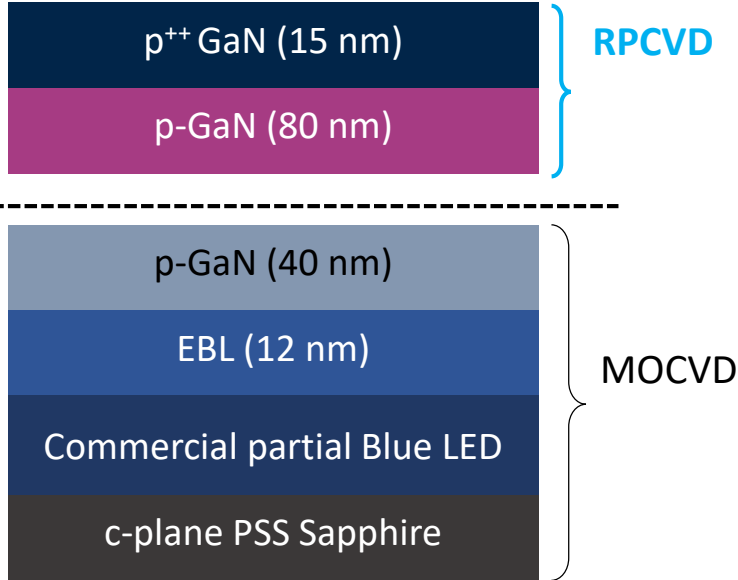 p⁺⁺ GaN (15 nm)
RPCVD
p-GaN (80 nm)
p-GaN (40 nm)
EBL (12 nm)
MOCVD
Commercial partial Blue LED
c-plane PSS Sapphire